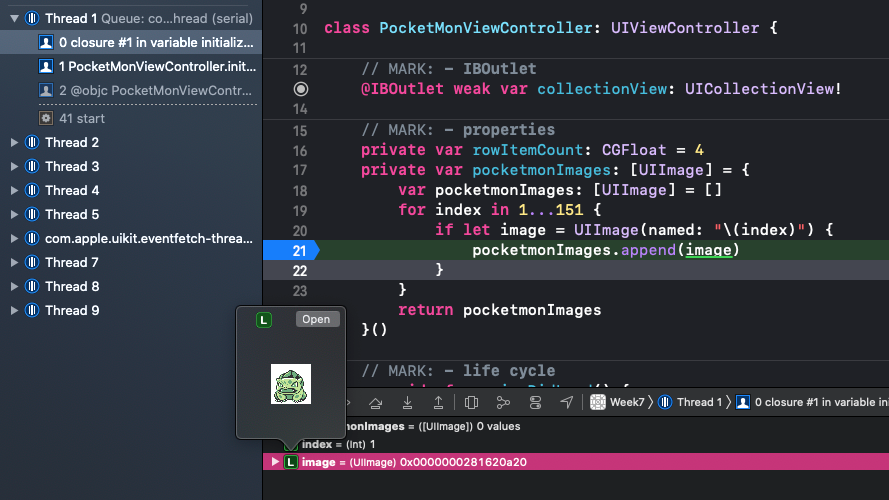 Thread 1 Queue: co...hread (serial)
0 closure #1 in variable initializ...
1 PocketMonViewController.init...
2 @objc PocketMonViewContr...
41 start
Thread 2
Thread 3
Thread 4
Thread 5
com.apple.uikit.eventfetch-threa...
Thread 7
Thread 8
Thread 9
9
10 class PocketMonViewController: UIViewController {
11
12 // MARK: - IBOutlet
@IBOutlet weak var collectionView: UICollectionView!
14
15 // MARK: - properties
16 private var rowItemCount: CGFloat = 4
17 private var pocketmonImages: [UIImage] = {
18 var pocketmonImages: [UIImage] = []
19 for index in 1...151 {
20 if let image = UIImage(named: "\(index)") {
21 pocketmonImages.append(image)
22 }
23 }
return pocketmonImages
}()
// MARK: - life cycle
L Open
Week7 Thread 1 0 closure #1 in variable ini
onImages = ([UIImage]) 0 values
index = (Int) 1
L image = (UIImage) 0x0000000281620a20